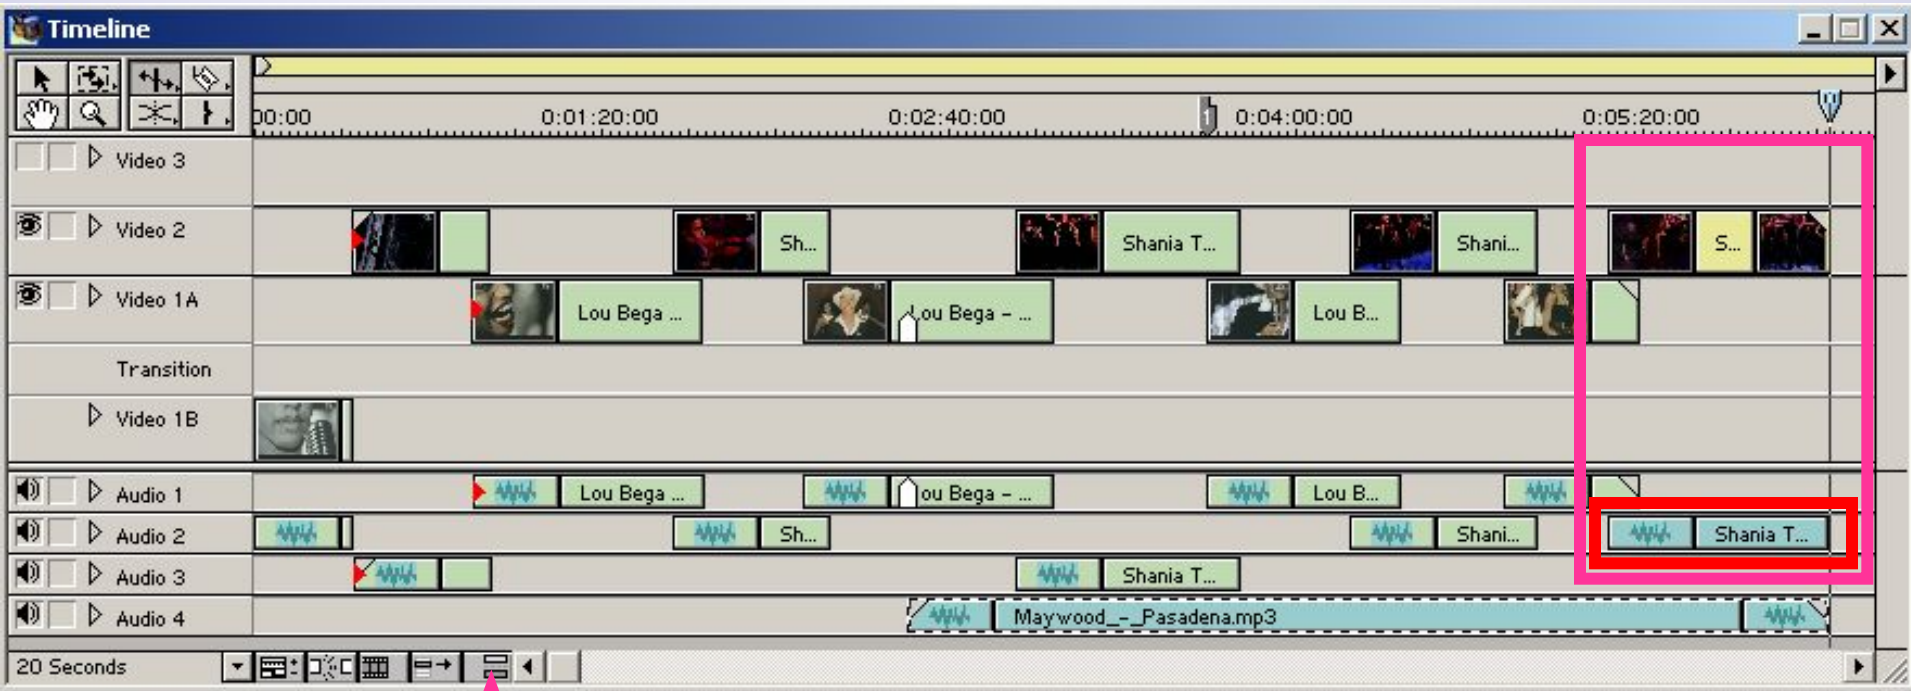 Timeline
00:00 0:01:20:00 0:02:40:00 1 0:04:00:00 0:05:20:00
Video 3
Video 2 Sh... Shania T... Shani... S...
Video 1A Lou Bega ... Lou Bega - ... Lou B...
Transition
Video 1B
Audio 1 Lou Bega ... ou Bega - ... Lou B...
Audio 2 Sh... Shani... Shania T...
Audio 3 Shania T...
Audio 4 Maywood_-_Pasadena.mp3
20 Seconds